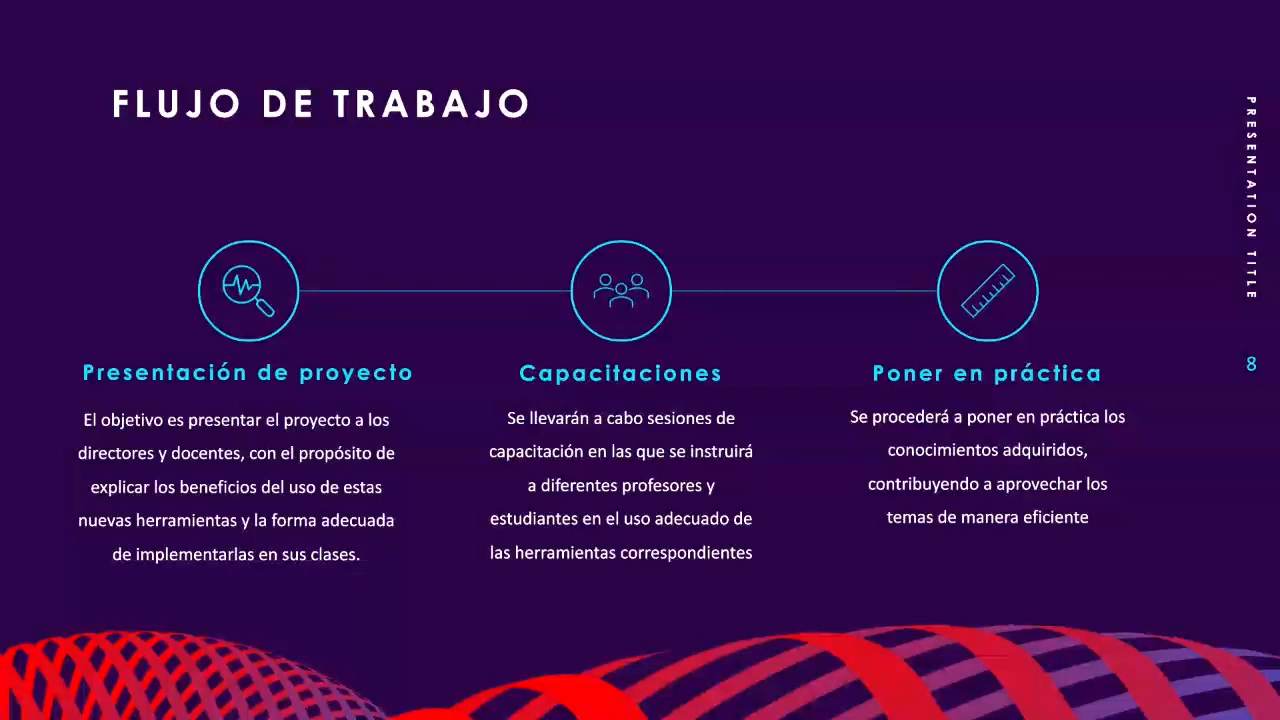 FLUJO DE TRABAJO
PRESENTATION TITLE
8
Presentación de proyecto
El objetivo es presentar el proyecto a los
directores y docentes, con el propósito de
explicar los beneficios del uso de estas
nuevas herramientas y la forma adecuada
de implementarlas en sus clases.
Capacitaciones
Se llevarán a cabo sesiones de
capacitación en las que se instruirá
a diferentes profesores y
estudiantes en el uso adecuado de
las herramientas correspondientes
Poner en práctica
Se procederá a poner en práctica los
conocimientos adquiridos,
contribuyendo a aprovechar los
temas de manera eficiente